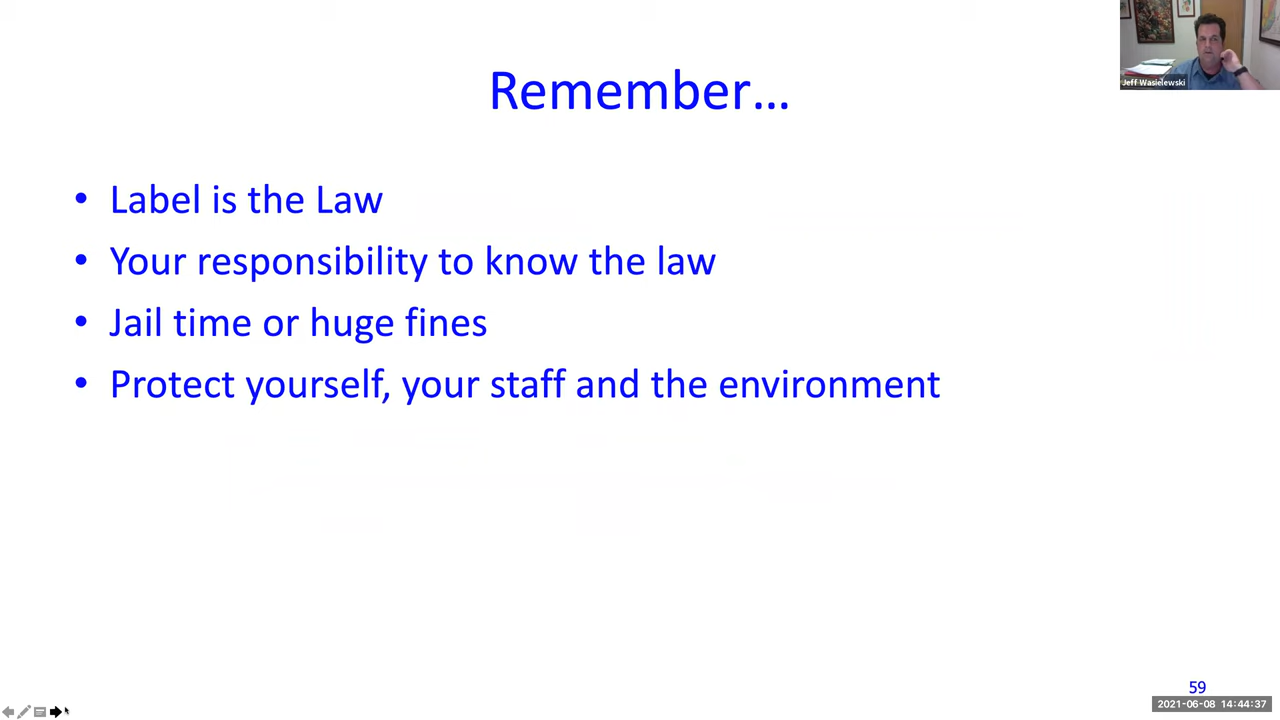 Jeff Wasielewski
Remember...
• Label is the Law
• Your responsibility to know the law
• Jail time or huge fines
• Protect yourself, your staff and the environment
59
2021-06-08 14:44:37